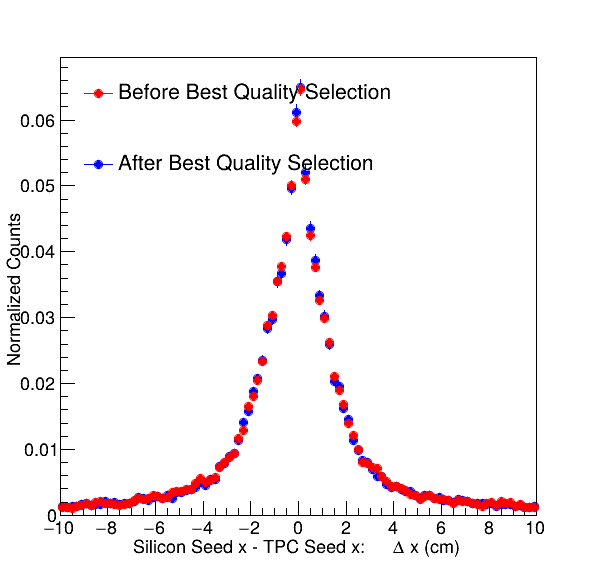 Before Best Quality Selection
After Best Quality Selection
Normalized Counts
0.06
0.05
0.04
0.03
0.02
0.01
0
−10 −8 −6 −4 −2 0 2 4 6 8 10
Silicon Seed x - TPC Seed x: Δ x (cm)